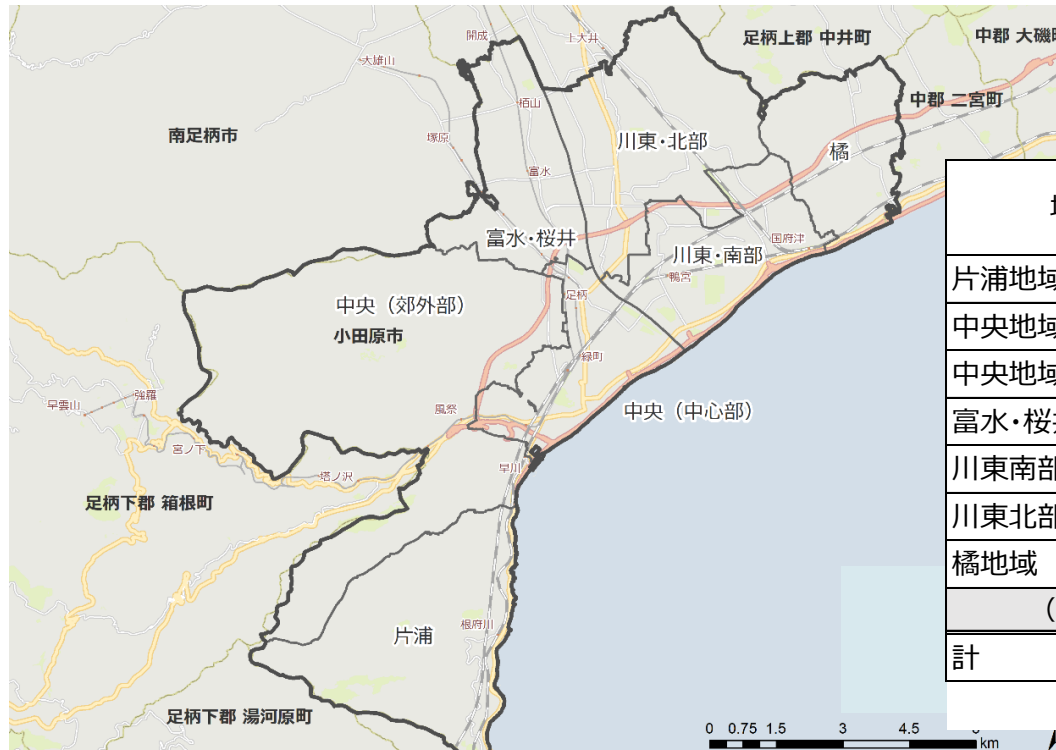 開成
上大井
足柄上郡 中井町
中郡 大磯町
大雄山
栢山
中郡 二宮町
南足柄市
塚原
川東・北部
橘
富水
富水・桜井
川東・南部
国府津
鴨宮
足柄
中央（郊外部）
小田原市
緑町
中央（中心部）
強羅
早雲山
風祭
宮ノ下
塔ノ沢
早川
足柄下郡 箱根町
根府川
片浦
足柄下郡 湯河原町
0 0.75 1.5 3 4.5 6
km
片浦地域
中央地域
中央地域
富水・桜井
川東南部
川東北部
橘地域
（
計